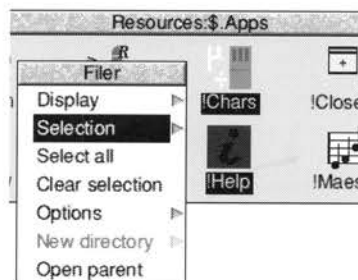 Resources:$.Apps
Filer
Display
Selection
Select all
Clear selection
Options
New directory
Open parent
!Chars
!Close
!Help
!Maes